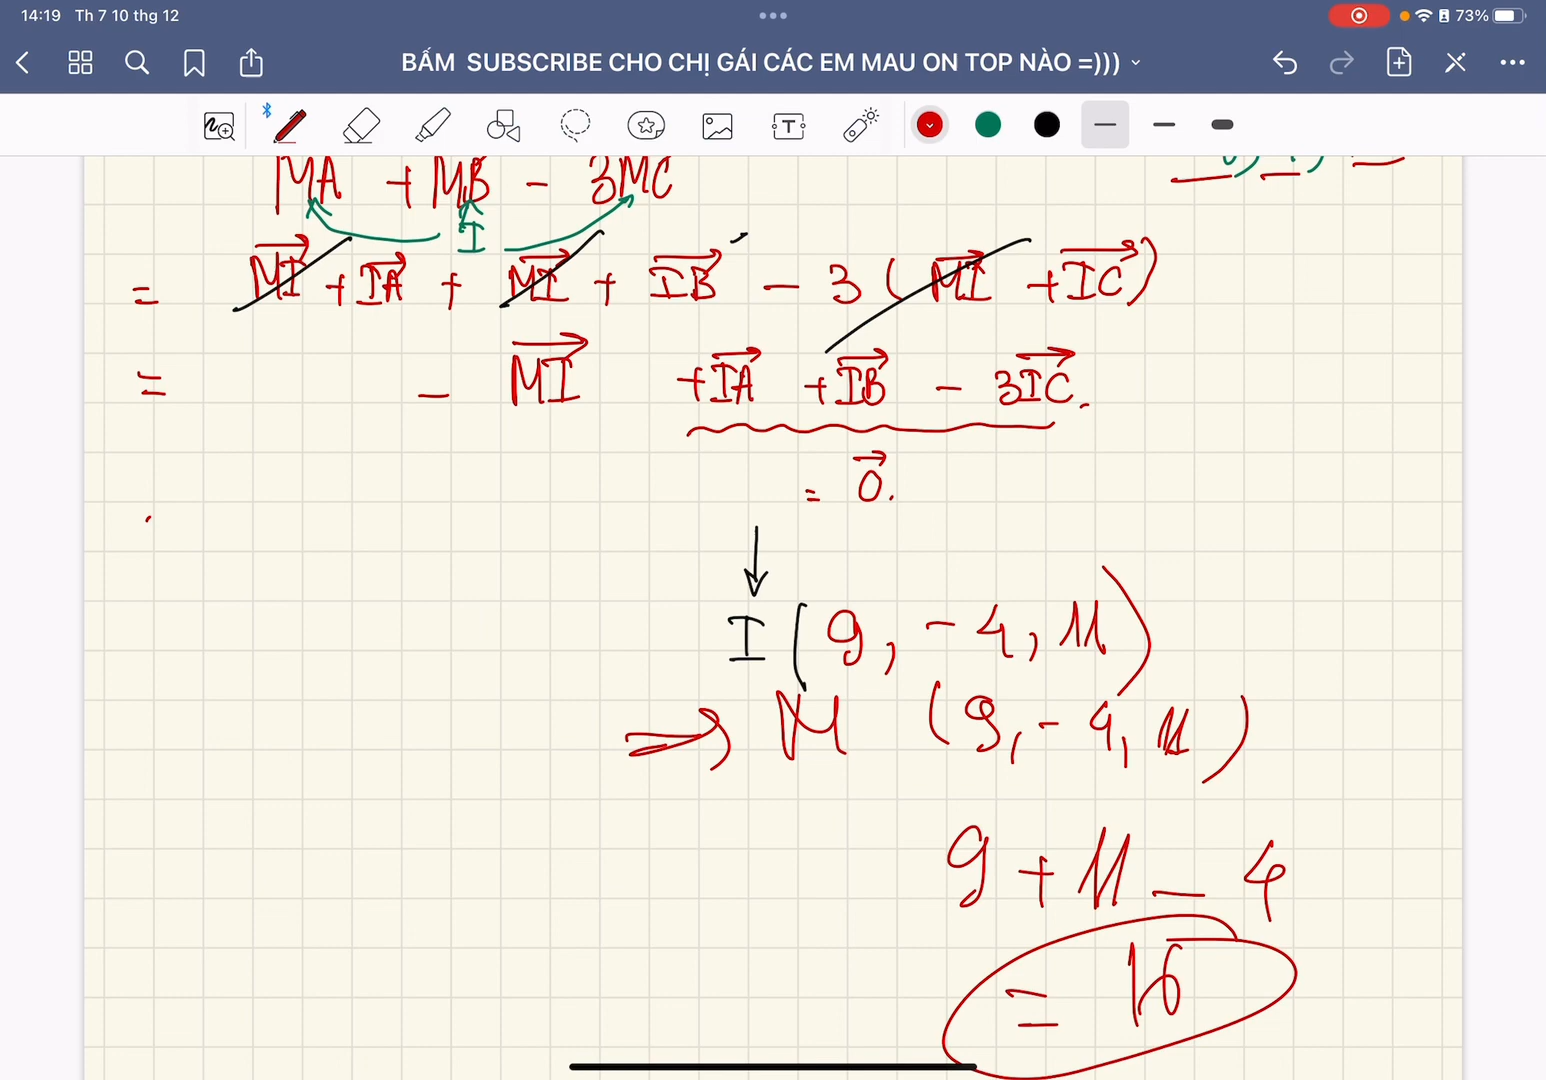 14:19 Th 7 10 thg 12 73%
BẤM SUBSCRIBE CHO CHỊ GÁI CÁC EM MAU ON TOP NÀO =)))
T
MA + MB - 3MC
I
= MI + IA + MI + IB - 3 ( MI + IC )
= - MI + IA + IB - 3IC.
= 0.
I ( 9, -4, 11 )
=> M ( 9, -4, 11 )
9 + 11 - 4
= 16